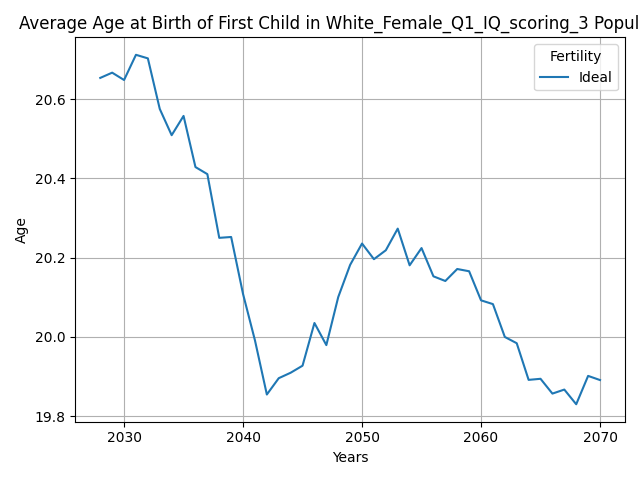 Average Age at Birth of First Child in White_Female_Q1_IQ_scoring_3 Popul
Fertility
Ideal
20.6
20.4
20.2
20.0
19.8
Age
2030 2040 2050 2060 2070
Years